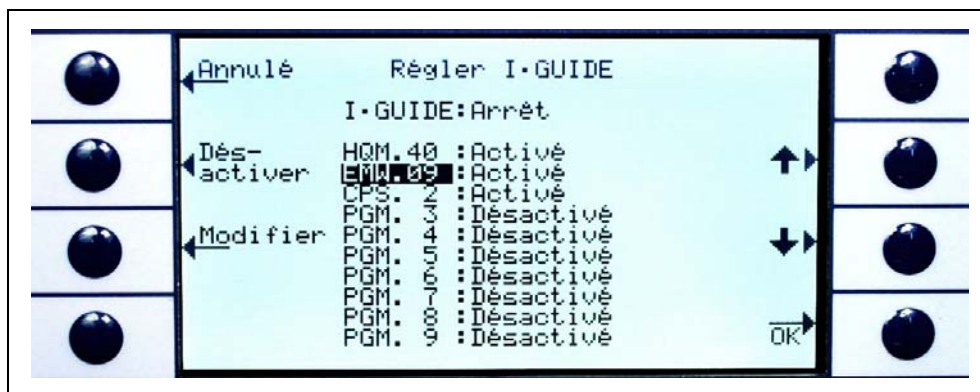 Annulé
Régler I·GUIDE
I·GUIDE:Arrêt
Dés-
activer
HQM.40 :Activé
EMW.09 :Activé
CPS. 2 :Activé
PGM. 3 :Désactivé
Modifier
PGM. 4 :Désactivé
PGM. 5 :Désactivé
PGM. 6 :Désactivé
PGM. 7 :Désactivé
PGM. 8 :Désactivé
PGM. 9 :Désactivé
OK